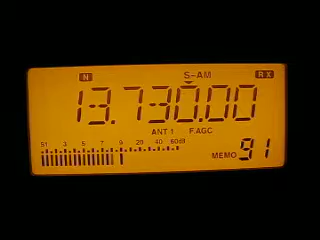 N S-AM RX
13.730.00
ANT 1 F.AGC
S1 3 5 7 9 20 40 60dB
MEMO 91